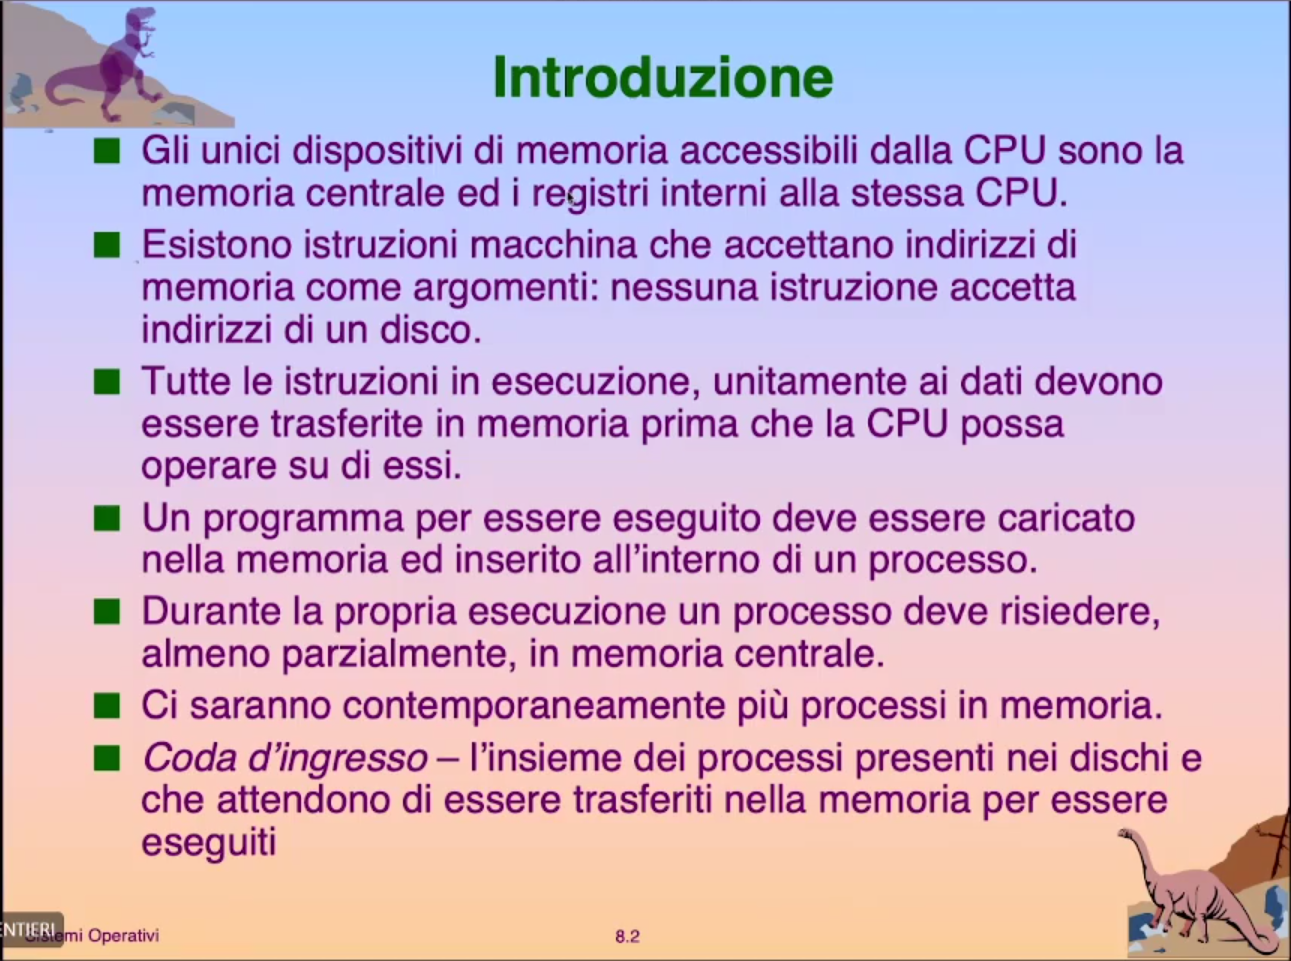 Introduzione
Gli unici dispositivi di memoria accessibili dalla CPU sono la
memoria centrale ed i registri interni alla stessa CPU.
Esistono istruzioni macchina che accettano indirizzi di
memoria come argomenti: nessuna istruzione accetta
indirizzi di un disco.
Tutte le istruzioni in esecuzione, unitamente ai dati devono
essere trasferite in memoria prima che la CPU possa
operare su di essi.
Un programma per essere eseguito deve essere caricato
nella memoria ed inserito all’interno di un processo.
Durante la propria esecuzione un processo deve risiedere,
almeno parzialmente, in memoria centrale.
Ci saranno contemporaneamente più processi in memoria.
Coda d’ingresso – l’insieme dei processi presenti nei dischi e
che attendono di essere trasferiti nella memoria per essere
eseguiti
ENTIERI
Sistemi Operativi
8.2